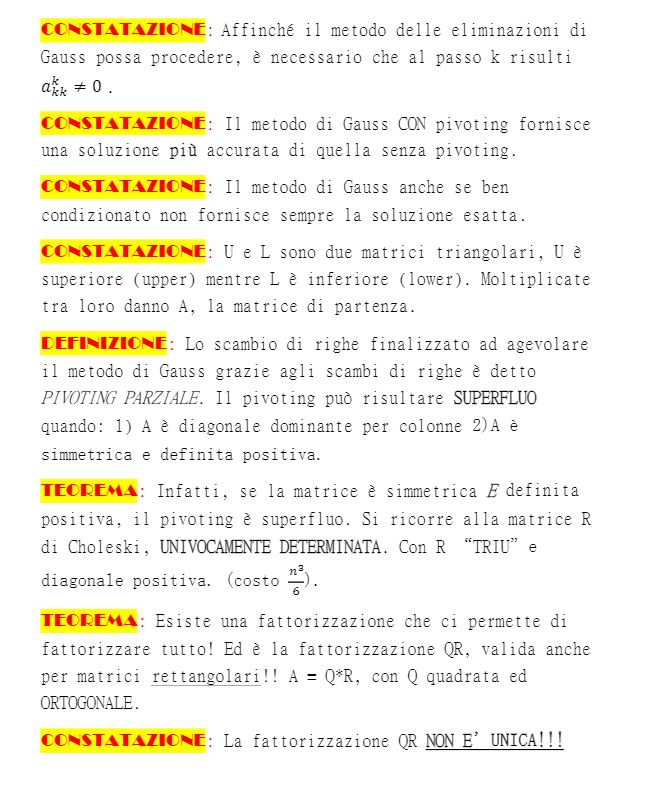 CONSTATAZIONE: Affinché il metodo delle eliminazioni di
Gauss possa procedere, è necessario che al passo k risulti
a_{kk}^{k} ≠ 0 .
CONSTATAZIONE: Il metodo di Gauss CON pivoting fornisce
una soluzione più accurata di quella senza pivoting.
CONSTATAZIONE: Il metodo di Gauss anche se ben
condizionato non fornisce sempre la soluzione esatta.
CONSTATAZIONE: U e L sono due matrici triangolari, U è
superiore (upper) mentre L è inferiore (lower). Moltiplicate
tra loro danno A, la matrice di partenza.
DEFINIZIONE: Lo scambio di righe finalizzato ad agevolare
il metodo di Gauss grazie agli scambi di righe è detto
PIVOTING PARZIALE. Il pivoting può risultare SUPERFLUO
quando: 1) A è diagonale dominante per colonne 2)A è
simmetrica e definita positiva.
TEOREMA: Infatti, se la matrice è simmetrica E definita
positiva, il pivoting è superfluo. Si ricorre alla matrice R
di Choleski, UNIVOCAMENTE DETERMINATA. Con R “TRIU” e
diagonale positiva. (costo n³/6).
TEOREMA: Esiste una fattorizzazione che ci permette di
fattorizzare tutto! Ed è la fattorizzazione QR, valida anche
per matrici rettangolari!! A = Q*R, con Q quadrata ed
ORTOGONALE.
CONSTATAZIONE: La fattorizzazione QR NON E’ UNICA!!!